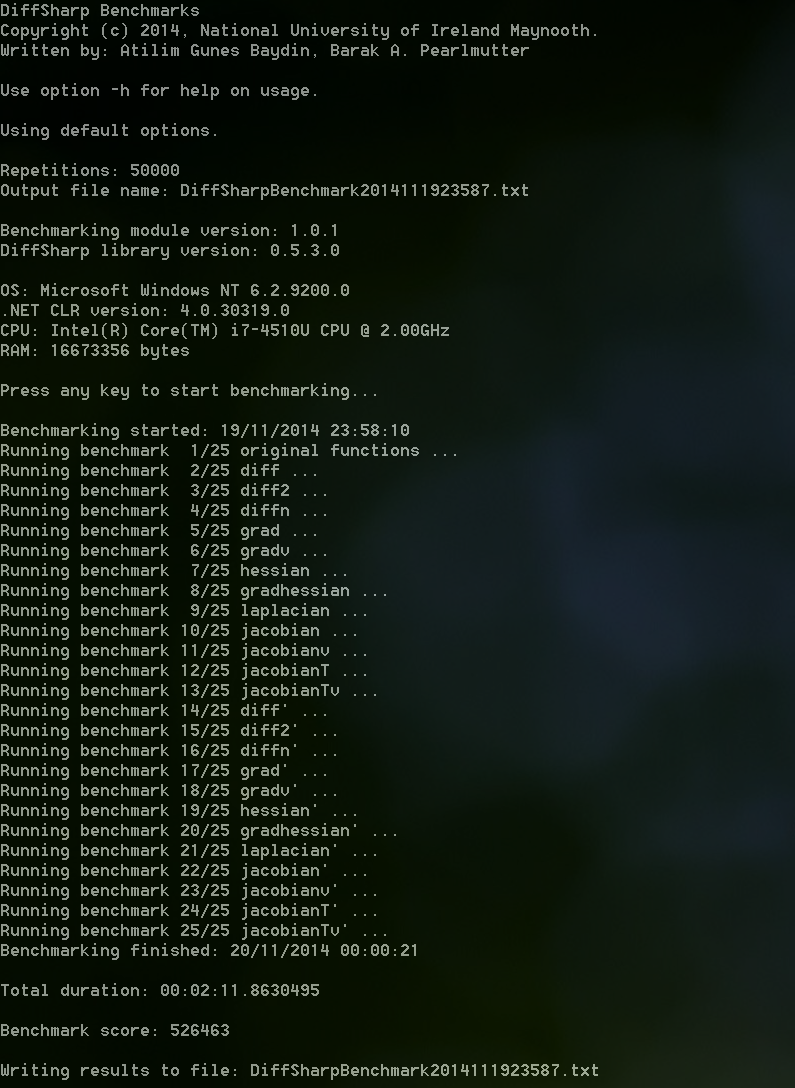 DiffSharp Benchmarks
Copyright (c) 2014, National University of Ireland Maynooth.
Written by: Atilim Gunes Baydin, Barak A. Pearlmutter
Use option -h for help on usage.
Using default options.
Repetitions: 50000
Output file name: DiffSharpBenchmark2014111923587.txt
Benchmarking module version: 1.0.1
DiffSharp library version: 0.5.3.0
OS: Microsoft Windows NT 6.2.9200.0
.NET CLR version: 4.0.30319.0
CPU: Intel(R) Core(TM) i7-4510U CPU @ 2.00GHz
RAM: 16673356 bytes
Press any key to start benchmarking...
Benchmarking started: 19/11/2014 23:58:10
Running benchmark  1/25 original functions ...
Running benchmark  2/25 diff ...
Running benchmark  3/25 diff2 ...
Running benchmark  4/25 diffn ...
Running benchmark  5/25 grad ...
Running benchmark  6/25 gradv ...
Running benchmark  7/25 hessian ...
Running benchmark  8/25 gradhessian ...
Running benchmark  9/25 laplacian ...
Running benchmark 10/25 jacobian ...
Running benchmark 11/25 jacobianv ...
Running benchmark 12/25 jacobianT ...
Running benchmark 13/25 jacobianTv ...
Running benchmark 14/25 diff' ...
Running benchmark 15/25 diff2' ...
Running benchmark 16/25 diffn' ...
Running benchmark 17/25 grad' ...
Running benchmark 18/25 gradv' ...
Running benchmark 19/25 hessian' ...
Running benchmark 20/25 gradhessian' ...
Running benchmark 21/25 laplacian' ...
Running benchmark 22/25 jacobian' ...
Running benchmark 23/25 jacobianv' ...
Running benchmark 24/25 jacobianT' ...
Running benchmark 25/25 jacobianTv' ...
Benchmarking finished: 20/11/2014 00:00:21
Total duration: 00:02:11.8630495
Benchmark score: 526463
Writing results to file: DiffSharpBenchmark2014111923587.txt